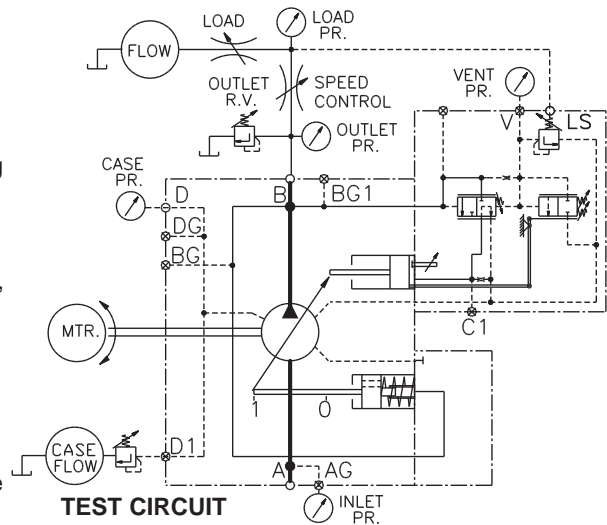 LOAD
LOAD
PR.
FLOW
OUTLET
R.V.
SPEED
CONTROL
VENT
PR.
V
LS
OUTLET
PR.
CASE
PR.
D
B
BG1
DG
BG
MTR.
C1
1
0
D1
CASE
FLOW
A
AG
INLET
PR.
TEST CIRCUIT
g
,
e